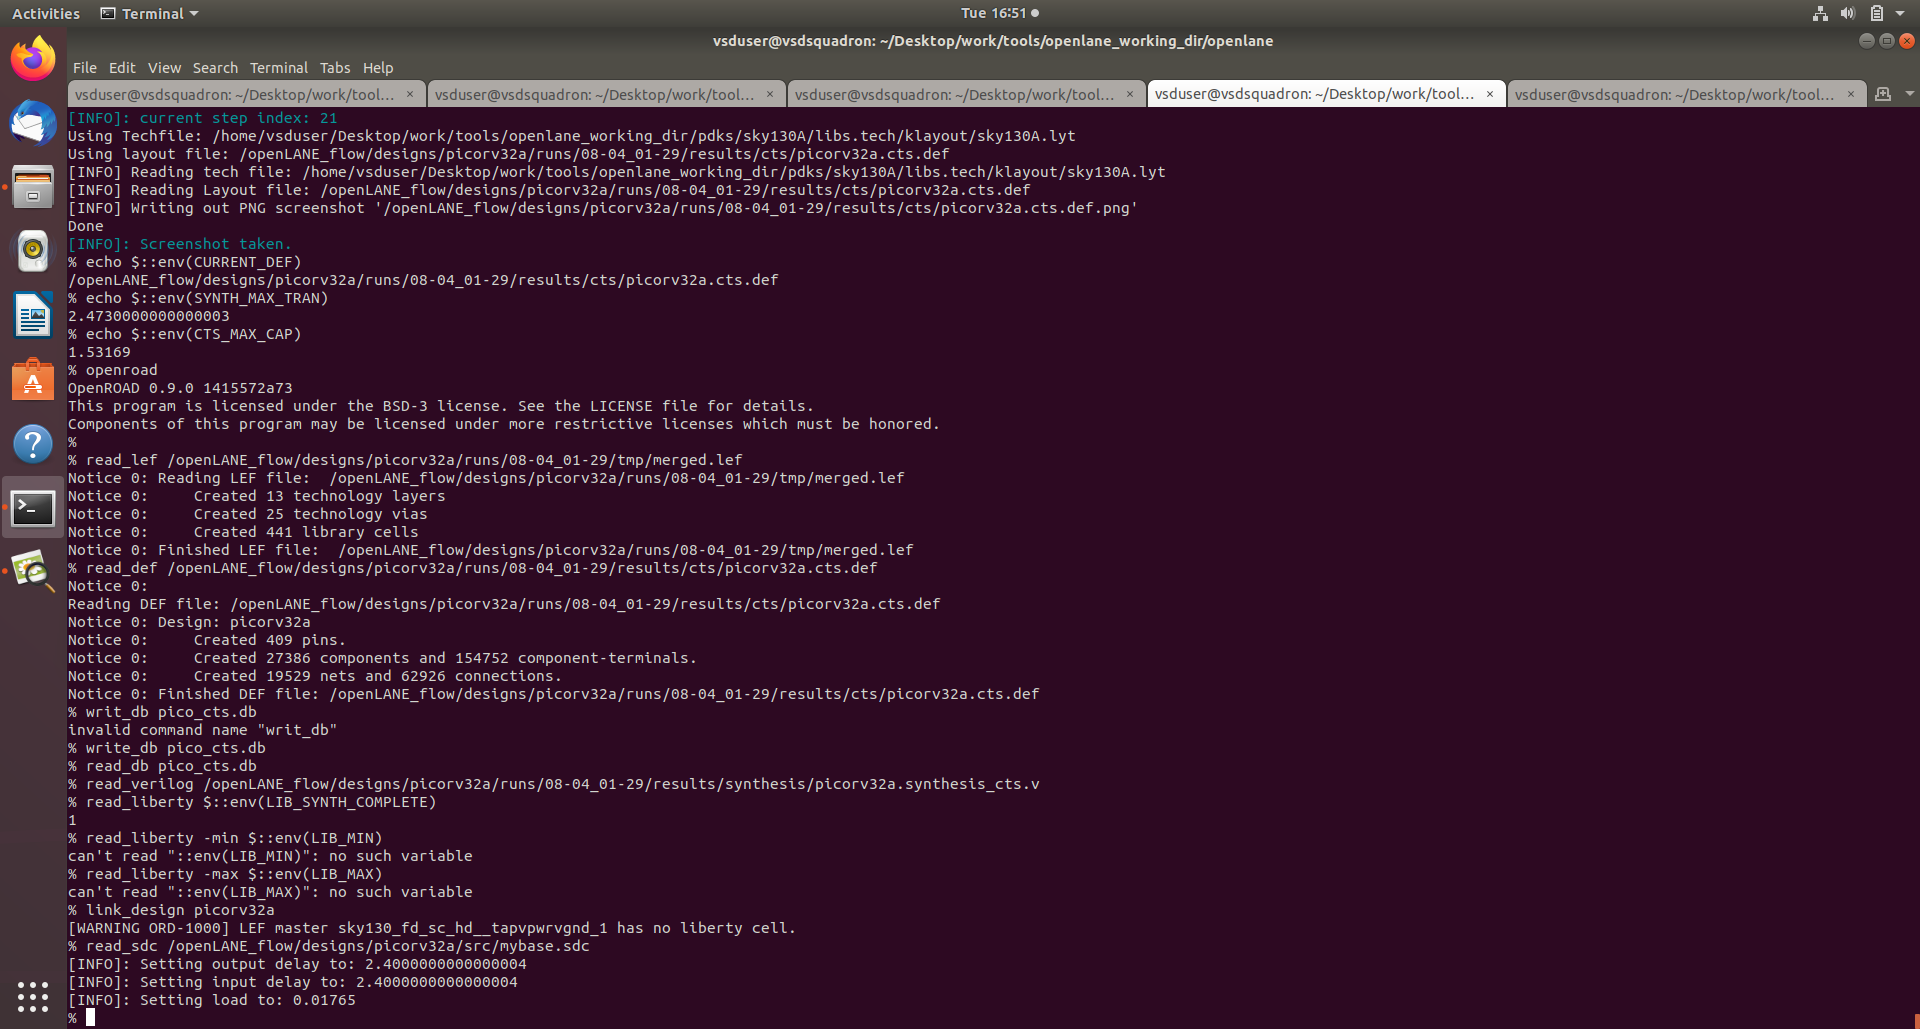 Activities Terminal Tue 16:51
vsduser@vsdsquadron: ~/Desktop/work/tools/openlane_working_dir/openlane
File Edit View Search Terminal Tabs Help
vsduser@vsdsquadron: ~/Desktop/work/tool... × vsduser@vsdsquadron: ~/Desktop/work/tool... × vsduser@vsdsquadron: ~/Desktop/work/tool... × vsduser@vsdsquadron: ~/Desktop/work/tool... × vsduser@vsdsquadron: ~/Desktop/work/tool... ×
[INFO]: current step index: 21
Using Techfile: /home/vsduser/Desktop/work/tools/openlane_working_dir/pdks/sky130A/libs.tech/klayout/sky130A.lyt
Using layout file: /openLANE_flow/designs/picorv32a/runs/08-04_01-29/results/cts/picorv32a.cts.def
[INFO] Reading tech file: /home/vsduser/Desktop/work/tools/openlane_working_dir/pdks/sky130A/libs.tech/klayout/sky130A.lyt
[INFO] Reading Layout file: /openLANE_flow/designs/picorv32a/runs/08-04_01-29/results/cts/picorv32a.cts.def
[INFO] Writing out PNG screenshot '/openLANE_flow/designs/picorv32a/runs/08-04_01-29/results/cts/picorv32a.cts.def.png'
Done
[INFO]: Screenshot taken.
% echo $::env(CURRENT_DEF)
/openLANE_flow/designs/picorv32a/runs/08-04_01-29/results/cts/picorv32a.cts.def
% echo $::env(SYNTH_MAX_TRAN)
2.4730000000000003
% echo $::env(CTS_MAX_CAP)
1.53169
% openroad
OpenROAD 0.9.0 1415572a73
This program is licensed under the BSD-3 license. See the LICENSE file for details.
Components of this program may be licensed under more restrictive licenses which must be honored.
%
% read_lef /openLANE_flow/designs/picorv32a/runs/08-04_01-29/tmp/merged.lef
Notice 0: Reading LEF file:  /openLANE_flow/designs/picorv32a/runs/08-04_01-29/tmp/merged.lef
Notice 0:     Created 13 technology layers
Notice 0:     Created 25 technology vias
Notice 0:     Created 441 library cells
Notice 0: Finished LEF file:  /openLANE_flow/designs/picorv32a/runs/08-04_01-29/tmp/merged.lef
% read_def /openLANE_flow/designs/picorv32a/runs/08-04_01-29/results/cts/picorv32a.cts.def
Notice 0:
Reading DEF file: /openLANE_flow/designs/picorv32a/runs/08-04_01-29/results/cts/picorv32a.cts.def
Notice 0: Design: picorv32a
Notice 0:     Created 409 pins.
Notice 0:     Created 27386 components and 154752 component-terminals.
Notice 0:     Created 19529 nets and 62926 connections.
Notice 0: Finished DEF file: /openLANE_flow/designs/picorv32a/runs/08-04_01-29/results/cts/picorv32a.cts.def
% writ_db pico_cts.db
invalid command name "writ_db"
% write_db pico_cts.db
% read_db pico_cts.db
% read_verilog /openLANE_flow/designs/picorv32a/runs/08-04_01-29/results/synthesis/picorv32a.synthesis_cts.v
% read_liberty $::env(LIB_SYNTH_COMPLETE)
1
% read_liberty -min $::env(LIB_MIN)
can't read "::env(LIB_MIN)": no such variable
% read_liberty -max $::env(LIB_MAX)
can't read "::env(LIB_MAX)": no such variable
% link_design picorv32a
[WARNING ORD-1000] LEF master sky130_fd_sc_hd__tapvpwrvgnd_1 has no liberty cell.
% read_sdc /openLANE_flow/designs/picorv32a/src/mybase.sdc
[INFO]: Setting output delay to: 2.4000000000000004
[INFO]: Setting input delay to: 2.4000000000000004
[INFO]: Setting load to: 0.01765
%